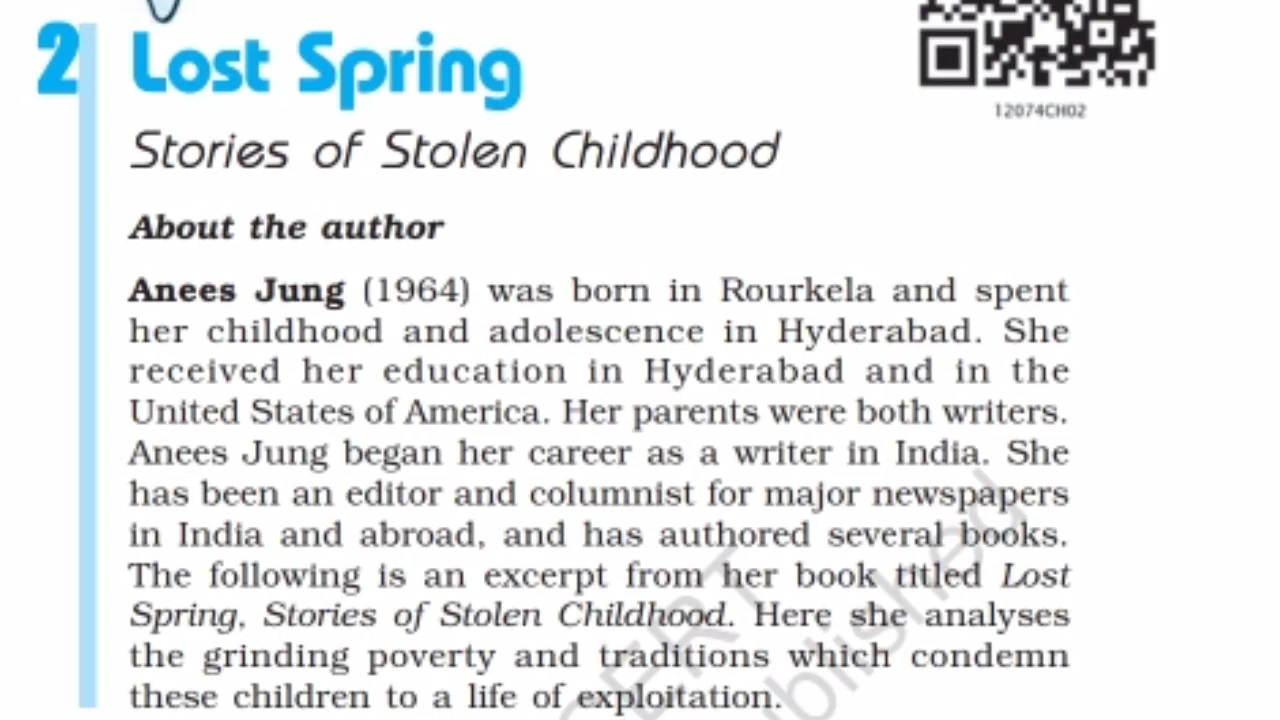 2 Lost Spring
12074CH02
Stories of Stolen Childhood
About the author
Anees Jung (1964) was born in Rourkela and spent
her childhood and adolescence in Hyderabad. She
received her education in Hyderabad and in the
United States of America. Her parents were both writers.
Anees Jung began her career as a writer in India. She
has been an editor and columnist for major newspapers
in India and abroad, and has authored several books.
The following is an excerpt from her book titled Lost
Spring, Stories of Stolen Childhood. Here she analyses
the grinding poverty and traditions which condemn
these children to a life of exploitation.